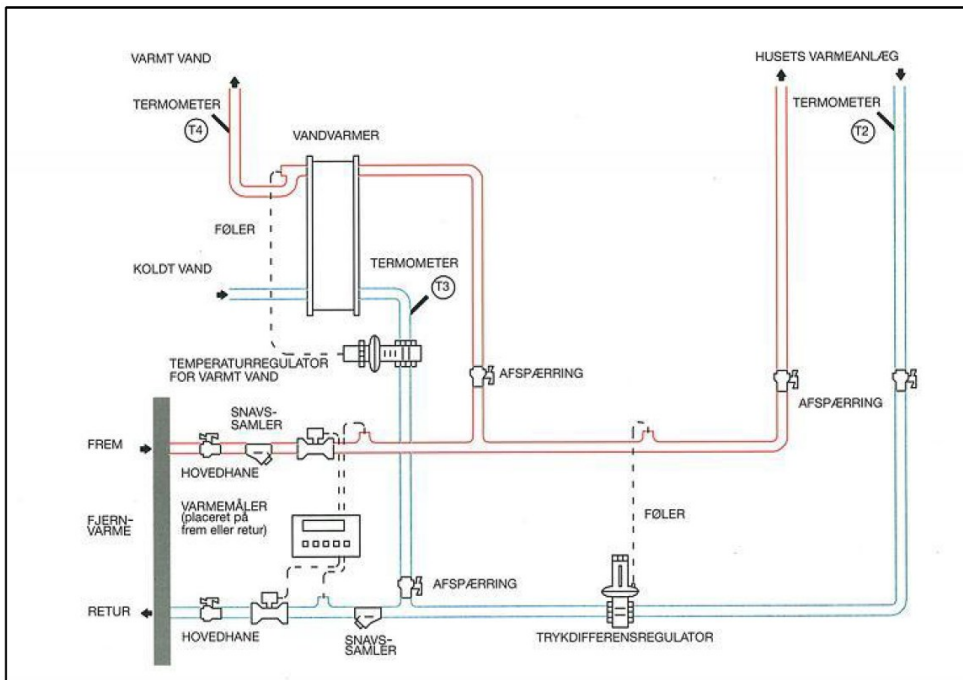 VARMT VAND
HUSETS VARMEANLÆG
TERMOMETER
T4
TERMOMETER
T2
VANDVARMER
FØLER
KOLDT VAND
TERMOMETER
T3
TEMPERATURREGULATOR
FOR VARMT VAND
AFSPÆRRING
AFSPÆRRING
SNAVS-
SAMLER
FREM
HOVEDHANE
VARMEMÅLER
(placeret på
frem eller retur)
FJERN-
VARME
FØLER
AFSPÆRRING
RETUR
HOVEDHANE
SNAVS-
SAMLER
TRYKDIFFERENSREGULATOR